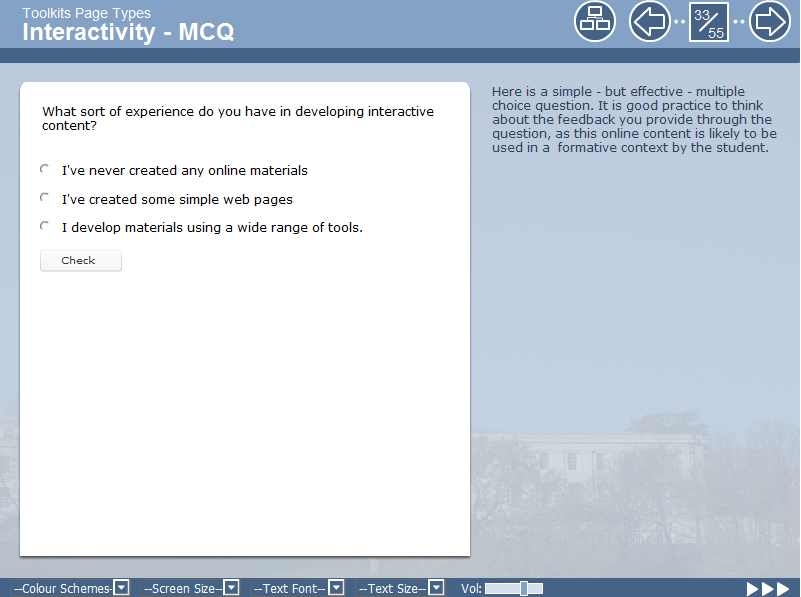 Toolkits Page Types
Interactivity - MCQ
33/55
What sort of experience do you have in developing interactive
content?
I've never created any online materials
I've created some simple web pages
I develop materials using a wide range of tools.
Check
Here is a simple - but effective - multiple
choice question. It is good practice to think
about the feedback you provide through the
question, as this online content is likely to be
used in a  formative context by the student.
--Colour Schemes- --Screen Size-- --Text Font-- --Text Size-- Vol: